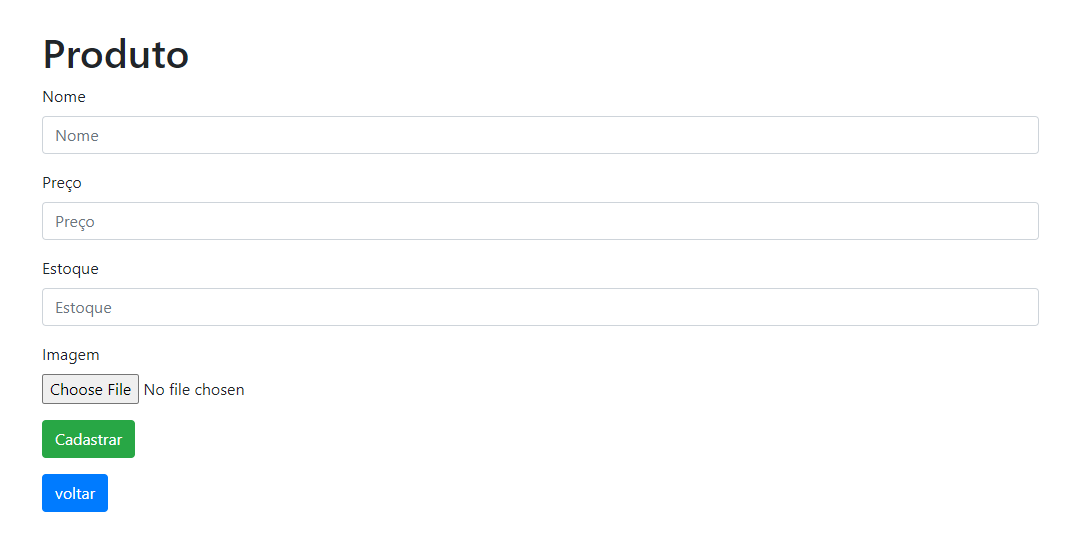 Produto
Nome
Nome
Preço
Preço
Estoque
Estoque
Imagem
Choose File No file chosen
Cadastrar
voltar